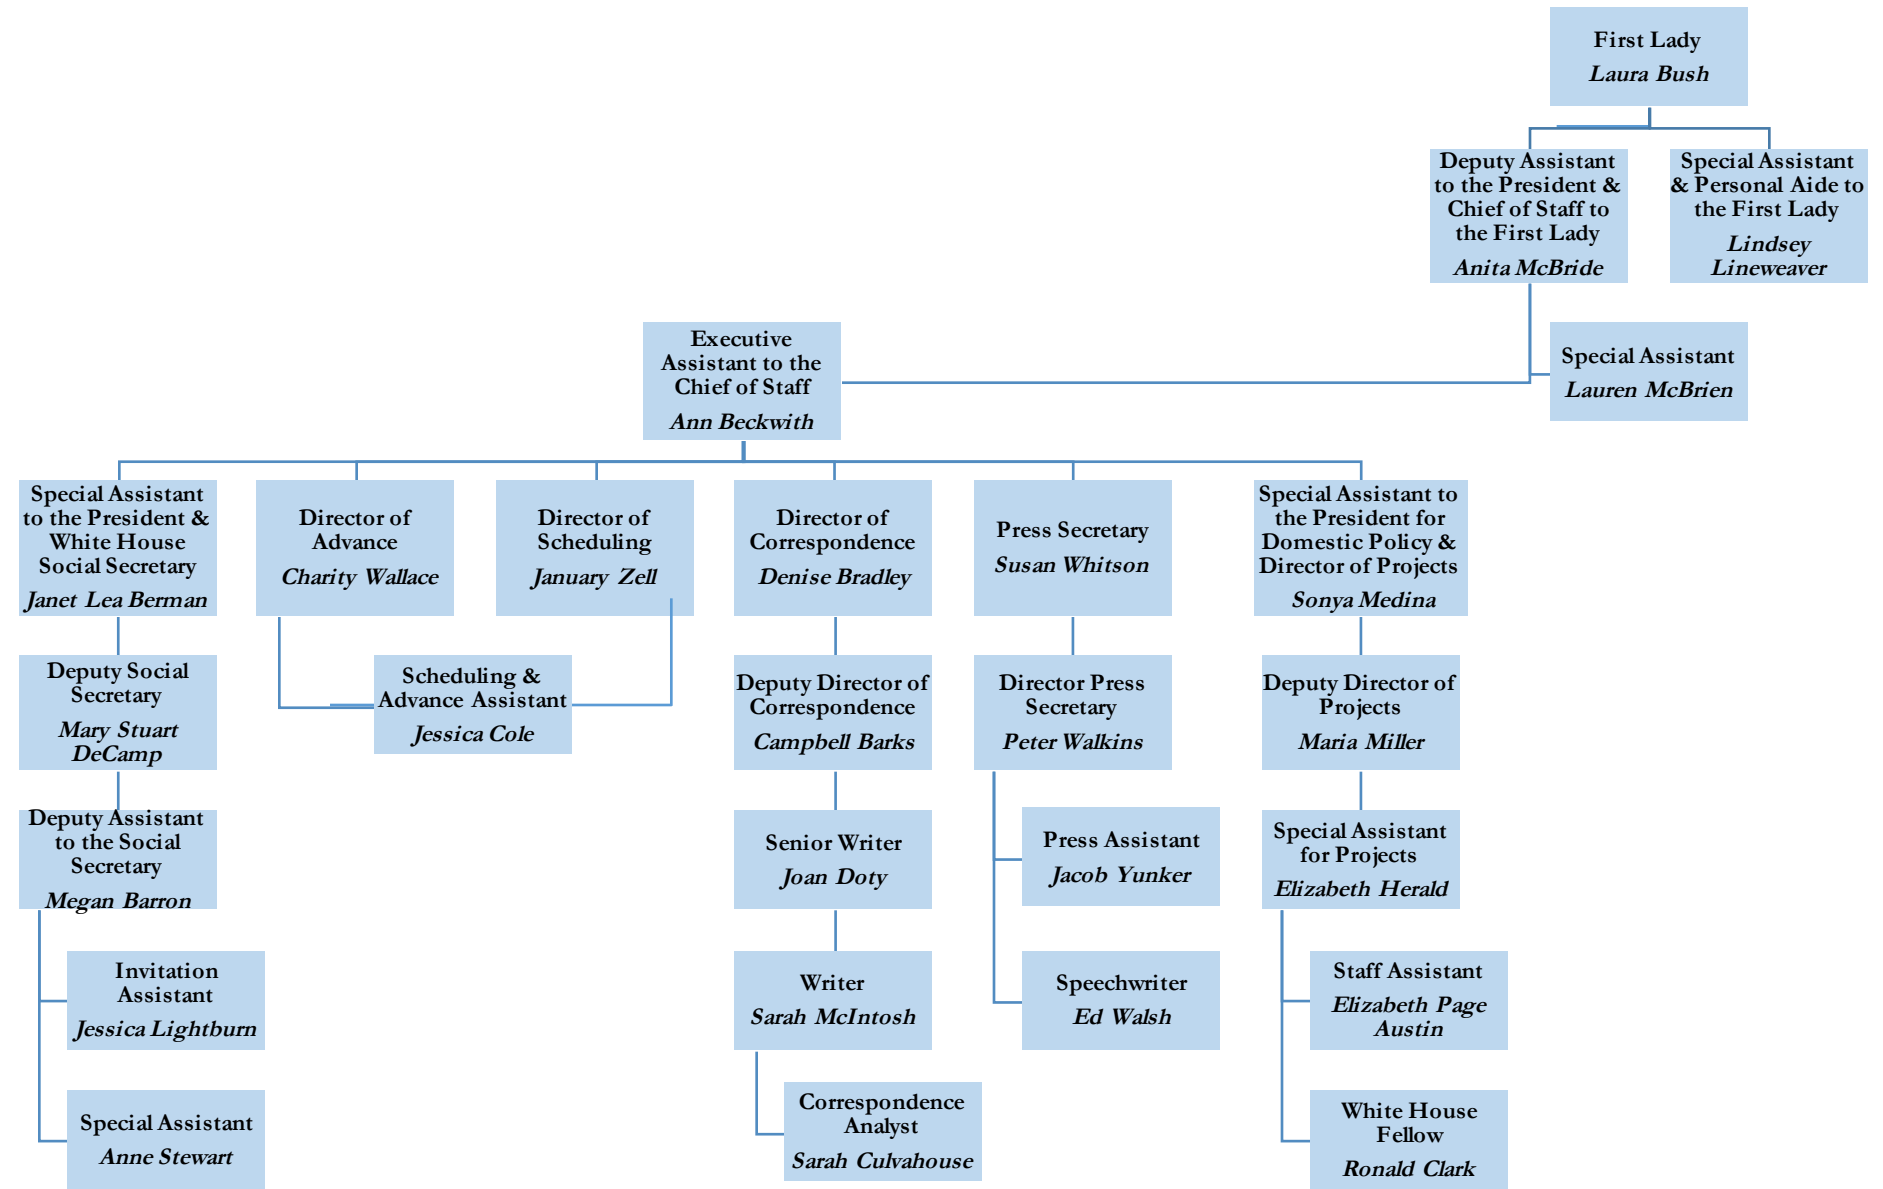 First Lady
Laura Bush
Deputy Assistant
to the President &
Chief of Staff to
the First Lady
Anita McBride
Special Assistant
& Personal Aide to
the First Lady
Lindsey
Lineweaver
Executive
Assistant to the
Chief of Staff
Ann Beckwith
Special Assistant
Lauren McBrien
Special Assistant
to the President &
White House
Social Secretary
Janet Lea Berman
Director of
Advance
Charity Wallace
Director of
Scheduling
January Zell
Director of
Correspondence
Denise Bradley
Press Secretary
Susan Whitson
Special Assistant to
the President for
Domestic Policy &
Director of Projects
Sonya Medina
Deputy Social
Secretary
Mary Stuart
DeCamp
Scheduling &
Advance Assistant
Jessica Cole
Deputy Director of
Correspondence
Campbell Barks
Director Press
Secretary
Peter Walkins
Deputy Director of
Projects
Maria Miller
Deputy Assistant
to the Social
Secretary
Megan Barron
Senior Writer
Joan Doty
Press Assistant
Jacob Yunker
Special Assistant
for Projects
Elizabeth Herald
Invitation
Assistant
Jessica Lightburn
Writer
Sarah McIntosh
Speechwriter
Ed Walsh
Staff Assistant
Elizabeth Page
Austin
Special Assistant
Anne Stewart
Correspondence
Analyst
Sarah Culvahouse
White House
Fellow
Ronald Clark